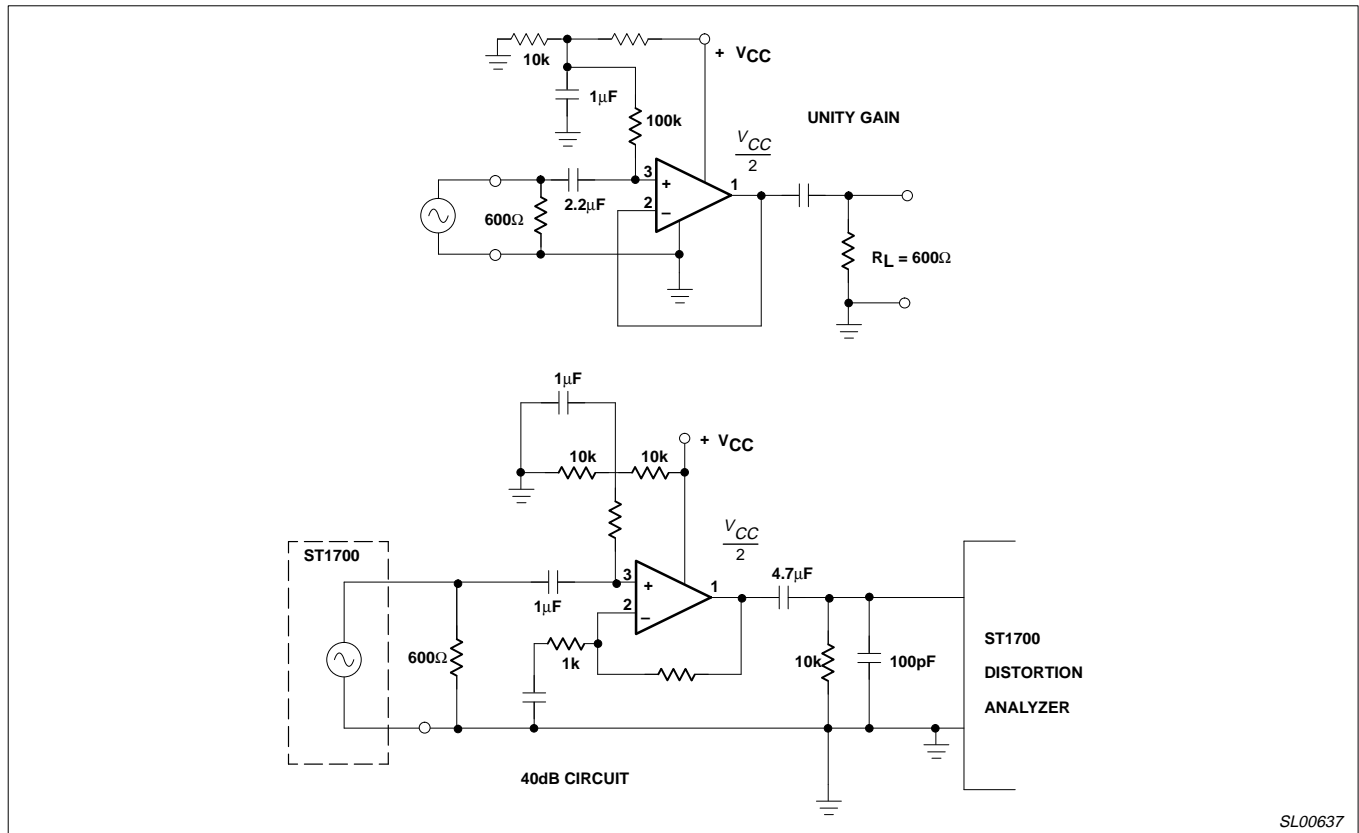 + VCC
10k
1µF
100k
UNITY GAIN
VCC
2
3
+
1
2
–
2.2µF
600Ω
RL = 600Ω
1µF
+ VCC
10k
10k
VCC
2
ST1700
3
+
1
4.7µF
2
–
1µF
600Ω
1k
10k
100pF
ST1700
DISTORTION
ANALYZER
40dB CIRCUIT
SL00637